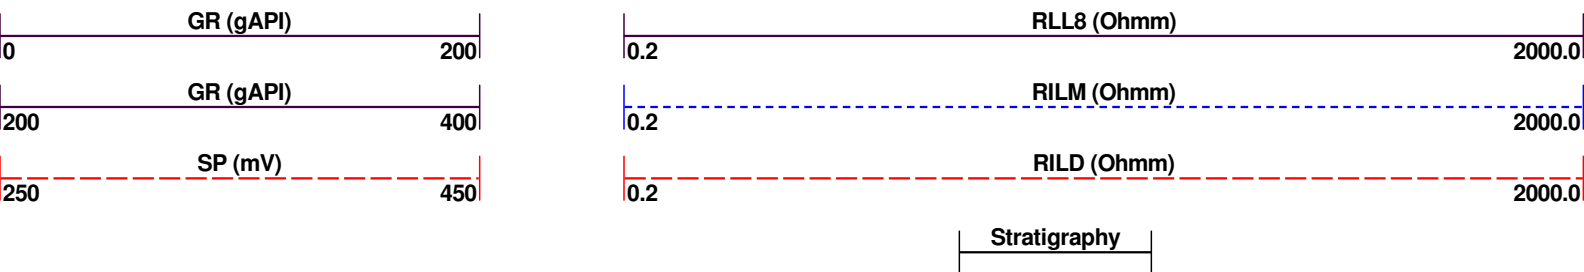 GR (gAPI) RLL8 (Ohmm)
0 200 0.2 2000.0
GR (gAPI) RILM (Ohmm)
200 400 0.2 2000.0
SP (mV) RILD (Ohmm)
250 450 0.2 2000.0
Stratigraphy